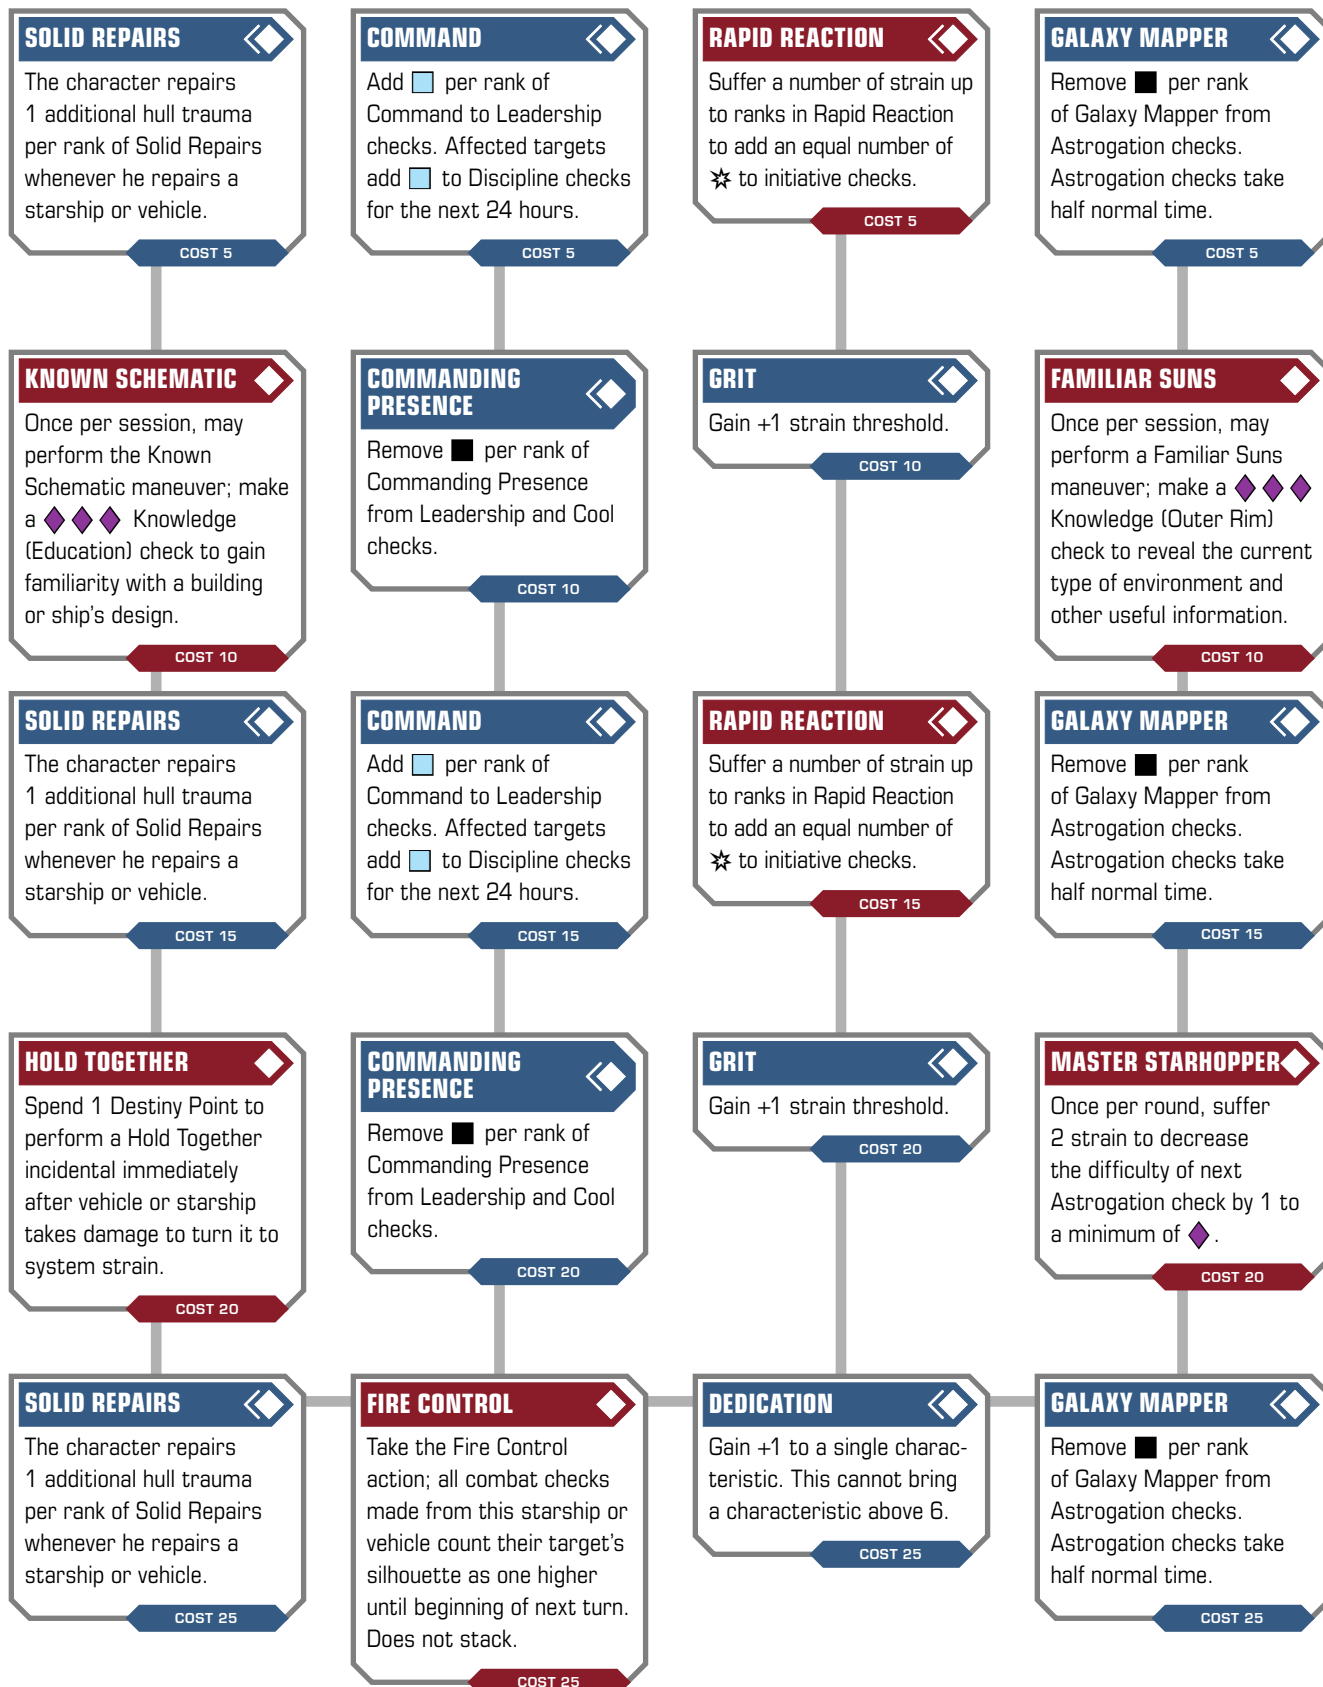 SOLID REPAIRS
The character repairs
1 additional hull trauma
per rank of Solid Repairs
whenever he repairs a
starship or vehicle.
COST 5
COMMAND
Add per rank of
Command to Leadership
checks. Affected targets
add to Discipline checks
for the next 24 hours.
COST 5
RAPID REACTION
Suffer a number of strain up
to ranks in Rapid Reaction
to add an equal number of
to initiative checks.
COST 5
GALAXY MAPPER
Remove per rank
of Galaxy Mapper from
Astrogation checks.
Astrogation checks take
half normal time.
COST 5
KNOWN SCHEMATIC
Once per session, may
perform the Known
Schematic maneuver; make
a Knowledge
(Education) check to gain
familiarity with a building
or ship's design.
COST 10
COMMANDING
PRESENCE
Remove per rank of
Commanding Presence
from Leadership and Cool
checks.
COST 10
GRIT
Gain +1 strain threshold.
COST 10
FAMILIAR SUNS
Once per session, may
perform a Familiar Suns
maneuver; make a
Knowledge (Outer Rim)
check to reveal the current
type of environment and
other useful information.
COST 10
SOLID REPAIRS
The character repairs
1 additional hull trauma
per rank of Solid Repairs
whenever he repairs a
starship or vehicle.
COST 15
COMMAND
Add per rank of
Command to Leadership
checks. Affected targets
add to Discipline checks
for the next 24 hours.
COST 15
RAPID REACTION
Suffer a number of strain up
to ranks in Rapid Reaction
to add an equal number of
to initiative checks.
COST 15
GALAXY MAPPER
Remove per rank
of Galaxy Mapper from
Astrogation checks.
Astrogation checks take
half normal time.
COST 15
HOLD TOGETHER
Spend 1 Destiny Point to
perform a Hold Together
incidental immediately
after vehicle or starship
takes damage to turn it to
system strain.
COST 20
COMMANDING
PRESENCE
Remove per rank of
Commanding Presence
from Leadership and Cool
checks.
COST 20
GRIT
Gain +1 strain threshold.
COST 20
MASTER STARHOPPER
Once per round, suffer
2 strain to decrease
the difficulty of next
Astrogation check by 1 to
a minimum of .
COST 20
SOLID REPAIRS
The character repairs
1 additional hull trauma
per rank of Solid Repairs
whenever he repairs a
starship or vehicle.
COST 25
FIRE CONTROL
Take the Fire Control
action; all combat checks
made from this starship or
vehicle count their target's
silhouette as one higher
until beginning of next turn.
Does not stack.
COST 25
DEDICATION
Gain +1 to a single charac-
teristic. This cannot bring
a characteristic above 6.
COST 25
GALAXY MAPPER
Remove per rank
of Galaxy Mapper from
Astrogation checks.
Astrogation checks take
half normal time.
COST 25